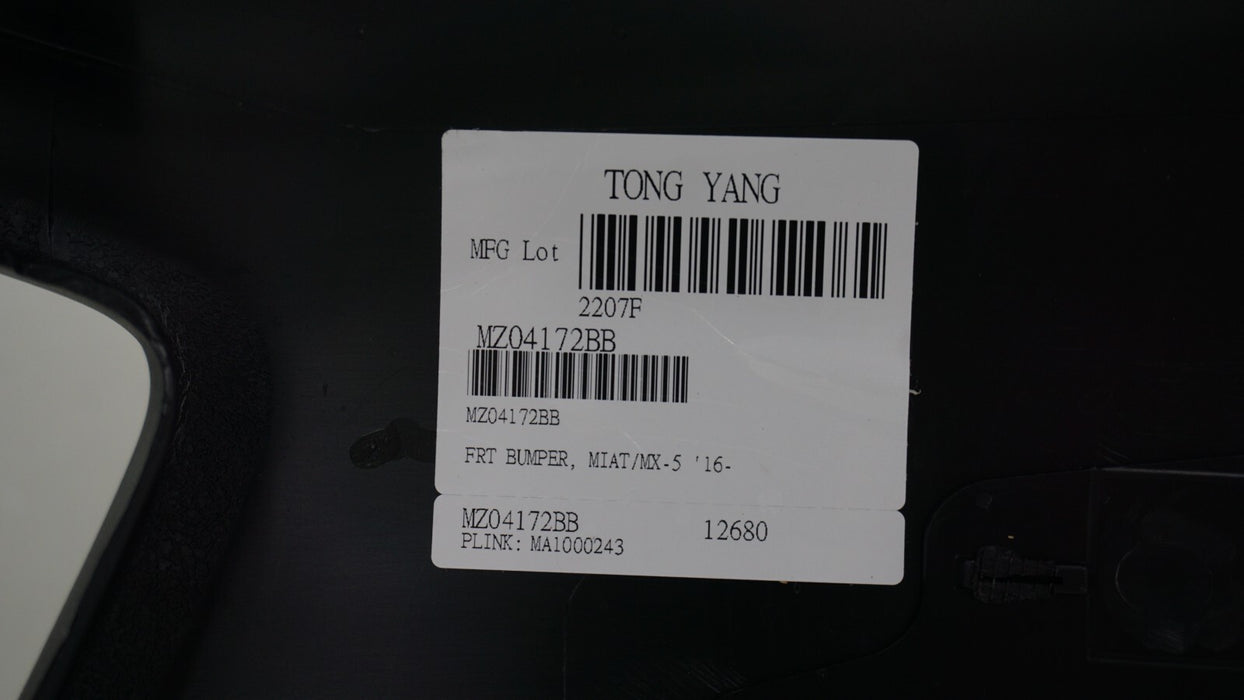 TONG YANG
MFG Lot
2207F
MZ04172BB
MZ04172BB
FRT BUMPER, MIAT/MX-5 '16-
MZ04172BB 12680
PLINK: MA1000243